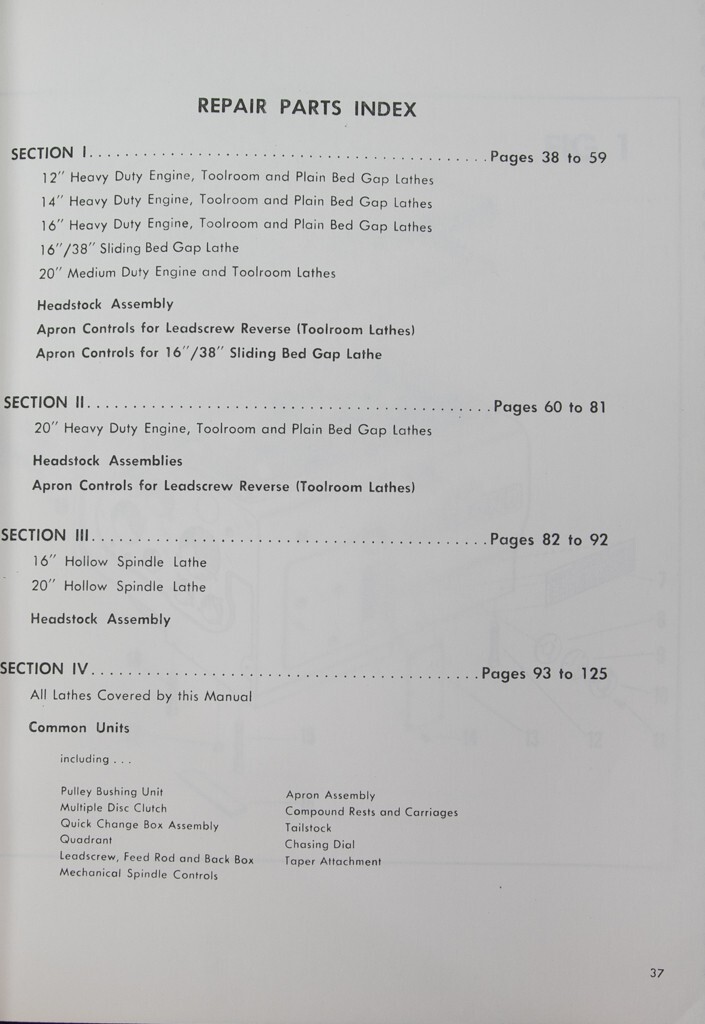 REPAIR PARTS INDEX
SECTION I. . . . . . . . . . . . . . . . . . . . . . . . . . . . . . . . . . . . . . . . . . . Pages 38 to 59
12" Heavy Duty Engine, Toolroom and Plain Bed Gap Lathes
14" Heavy Duty Engine, Toolroom and Plain Bed Gap Lathes
16" Heavy Duty Engine, Toolroom and Plain Bed Gap Lathes
16"/38" Sliding Bed Gap Lathe
20" Medium Duty Engine and Toolroom Lathes
Headstock Assembly
Apron Controls for Leadscrew Reverse (Toolroom Lathes)
Apron Controls for 16"/38" Sliding Bed Gap Lathe
SECTION II. . . . . . . . . . . . . . . . . . . . . . . . . . . . . . . . . . . . . . . . . . . Pages 60 to 81
20" Heavy Duty Engine, Toolroom and Plain Bed Gap Lathes
Headstock Assemblies
Apron Controls for Leadscrew Reverse (Toolroom Lathes)
SECTION III. . . . . . . . . . . . . . . . . . . . . . . . . . . . . . . . . . . . . . . . . . Pages 82 to 92
16" Hollow Spindle Lathe
20" Hollow Spindle Lathe
Headstock Assembly
SECTION IV. . . . . . . . . . . . . . . . . . . . . . . . . . . . . . . . . . . . . . . . . Pages 93 to 125
All Lathes Covered by this Manual
Common Units
including . . .
Pulley Bushing Unit
Multiple Disc Clutch
Quick Change Box Assembly
Quadrant
Leadscrew, Feed Rod and Back Box
Mechanical Spindle Controls
Apron Assembly
Compound Rests and Carriages
Tailstock
Chasing Dial
Taper Attachment
37